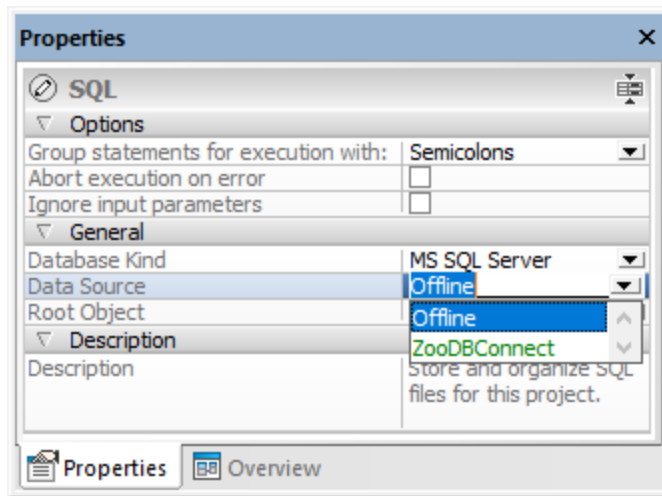 Properties
SQL
Options
Group statements for execution with: Semicolons
Abort execution on error
Ignore input parameters
General
Database Kind MS SQL Server
Data Source Offline
Root Object Offline
Description ZooDBConnect
Description Store and organize SQL
files for this project.
Properties Overview